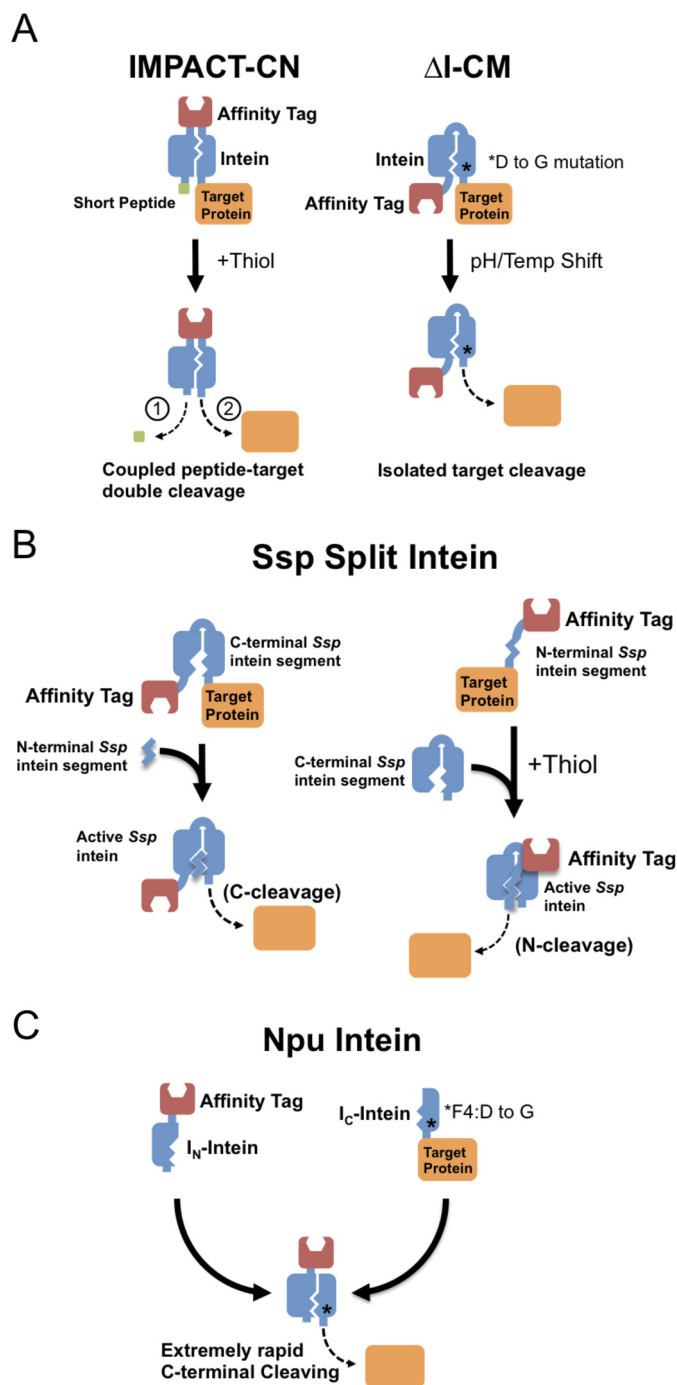 A
IMPACT-CN
Affinity Tag
Intein
Short Peptide
Target
Protein
+Thiol
1
2
Coupled peptide-target
double cleavage
ΔI-CM
Intein
*D to G mutation
*
Affinity Tag
Target
Protein
pH/Temp Shift
*
Isolated target cleavage
B
Ssp Split Intein
C-terminal Ssp
intein segment
Affinity Tag
Target
Protein
N-terminal Ssp
intein segment
Active Ssp
intein
(C-cleavage)
Affinity Tag
N-terminal Ssp
intein segment
Target
Protein
C-terminal Ssp
intein segment
+Thiol
Affinity Tag
Active Ssp
intein
(N-cleavage)
C
Npu Intein
Affinity Tag
IN-Intein
IC-Intein
*F4:D to G
*
Target
Protein
*
Extremely rapid
C-terminal Cleaving